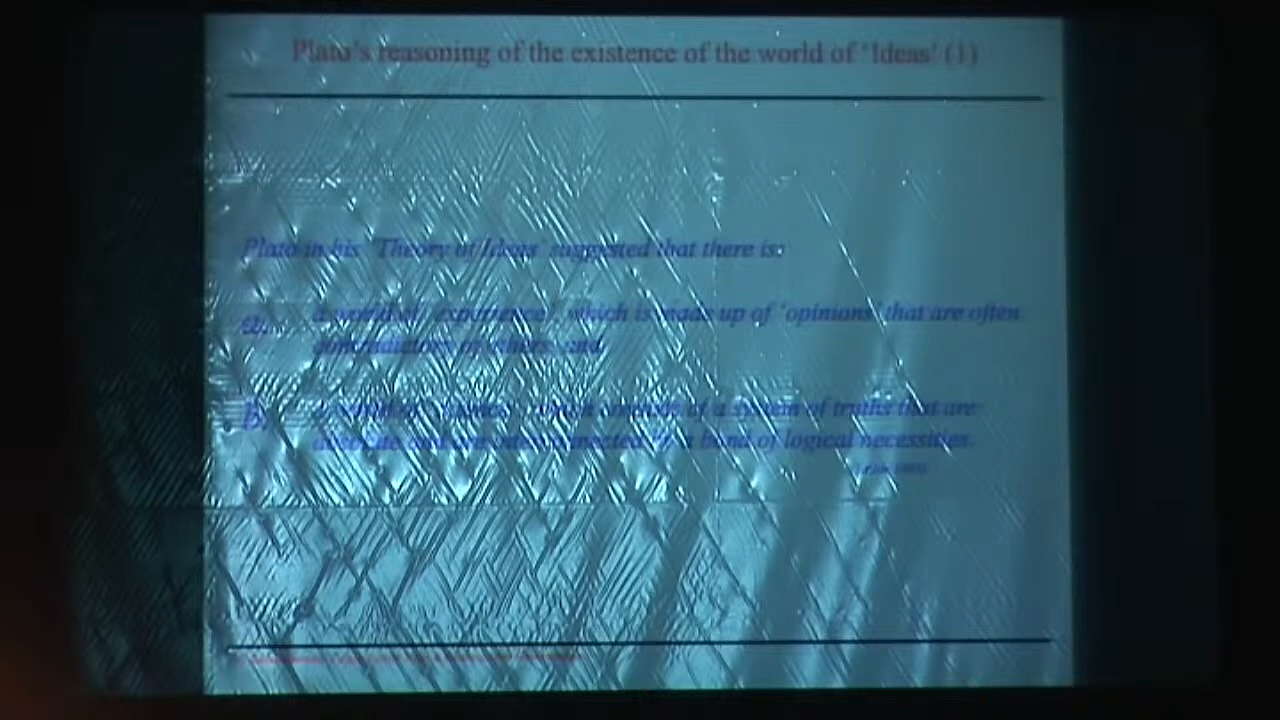 Plato's reasoning of the existence of the world of 'Ideas' (1)
Plato in his 'Theory of Ideas' suggested that there is:
a. a world of 'experience', which is made up of 'opinions' that are often
contradictory of others; and
b. a world of which consists of a system of truths that are
absolute and are interconnected by a bond of logical necessities.